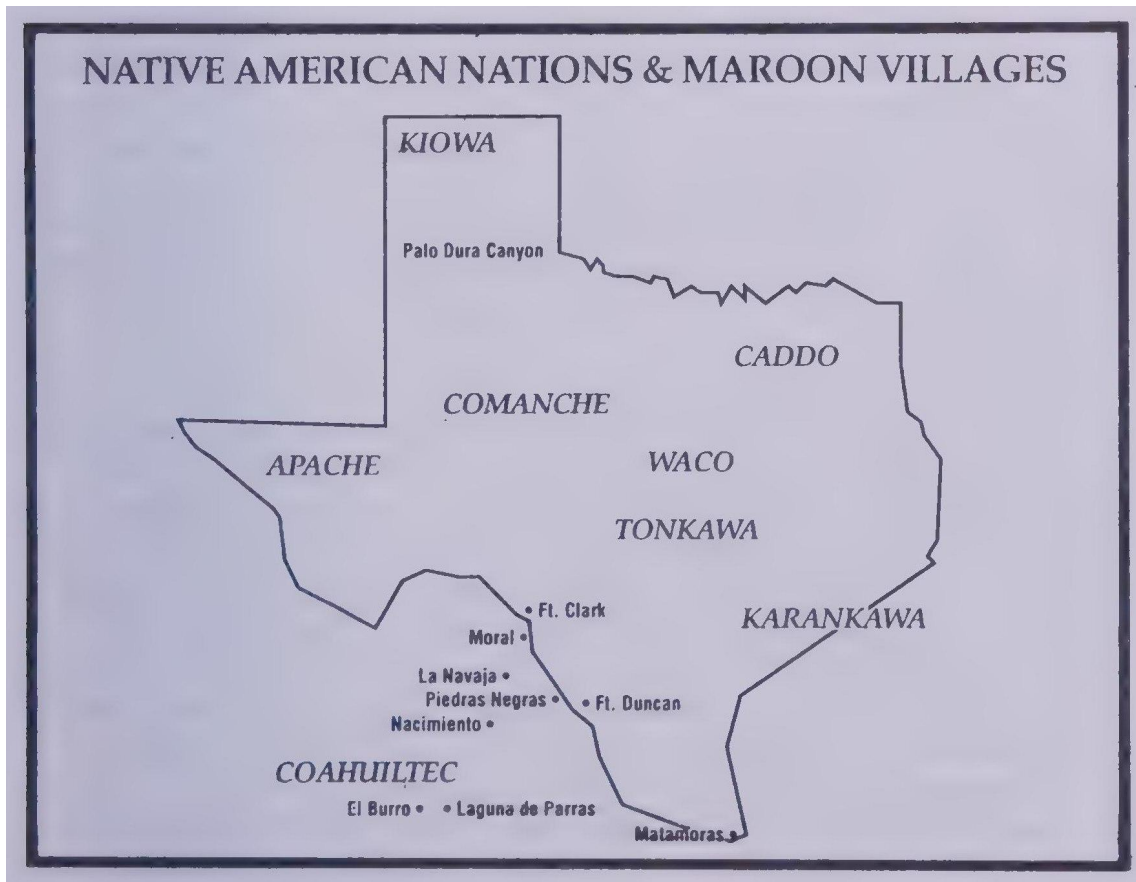 NATIVE AMERICAN NATIONS & MAROON VILLAGES
KIOWA
Palo Dura Canyon
CADDO
COMANCHE
APACHE
WACO
TONKAWA
Ft. Clark
KARANKAWA
Moral
La Navaja
Piedras Negras
Ft. Duncan
Nacimiento
COAHUILTEC
El Burro
Laguna de Parras
Matamoras